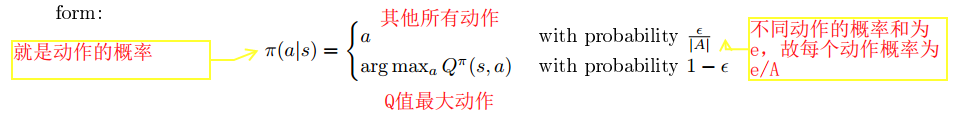 form:
其他所有动作
就是动作的概率
π(a|s) = { a with probability ϵ/|A|
arg maxₐ Q^π(s, a) with probability 1 − ϵ
Q值最大动作
不同动作的概率和为
e，故每个动作概率为
e/A